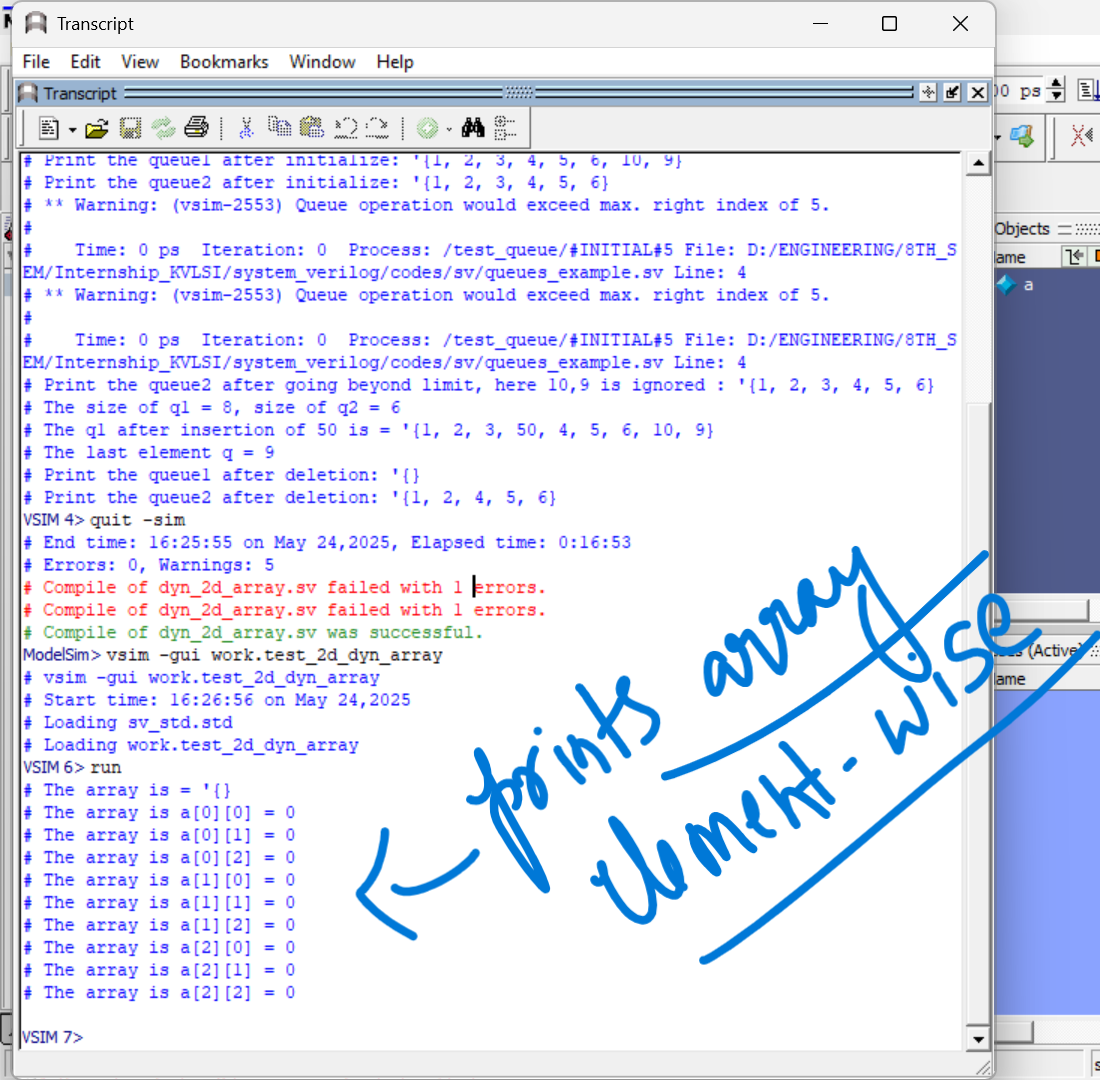 Transcript
File Edit View Bookmarks Window Help
Transcript
# Print the queue1 after initialize: '{1, 2, 3, 4, 5, 6, 10, 9}
# Print the queue2 after initialize: '{1, 2, 3, 4, 5, 6}
# ** Warning: (vsim-2553) Queue operation would exceed max. right index of 5.
#
#    Time: 0 ps  Iteration: 0  Process: /test_queue/#INITIAL#5 File: D:/ENGINEERING/8TH_S
EM/Internship_KVLSI/system_verilog/codes/sv/queues_example.sv Line: 4
# ** Warning: (vsim-2553) Queue operation would exceed max. right index of 5.
#
#    Time: 0 ps  Iteration: 0  Process: /test_queue/#INITIAL#5 File: D:/ENGINEERING/8TH_S
EM/Internship_KVLSI/system_verilog/codes/sv/queues_example.sv Line: 4
# Print the queue2 after going beyond limit, here 10,9 is ignored : '{1, 2, 3, 4, 5, 6}
# The size of q1 = 8, size of q2 = 6
# The q1 after insertion of 50 is = '{1, 2, 3, 50, 4, 5, 6, 10, 9}
# The last element q = 9
# Print the queue1 after deletion: '{}
# Print the queue2 after deletion: '{1, 2, 4, 5, 6}
VSIM 4> quit -sim
# End time: 16:25:55 on May 24,2025, Elapsed time: 0:16:53
# Errors: 0, Warnings: 5
# Compile of dyn_2d_array.sv failed with 1 errors.
# Compile of dyn_2d_array.sv failed with 1 errors.
# Compile of dyn_2d_array.sv was successful.
ModelSim> vsim -gui work.test_2d_dyn_array
# vsim -gui work.test_2d_dyn_array
# Start time: 16:26:56 on May 24,2025
# Loading sv_std.std
# Loading work.test_2d_dyn_array
VSIM 6> run
# The array is = '{}
# The array is a[0][0] = 0
# The array is a[0][1] = 0
# The array is a[0][2] = 0
# The array is a[1][0] = 0
# The array is a[1][1] = 0
# The array is a[1][2] = 0
# The array is a[2][0] = 0
# The array is a[2][1] = 0
# The array is a[2][2] = 0
VSIM 7>
prints array
element-wise
ps
Objects
ame
a
(Active)
ame